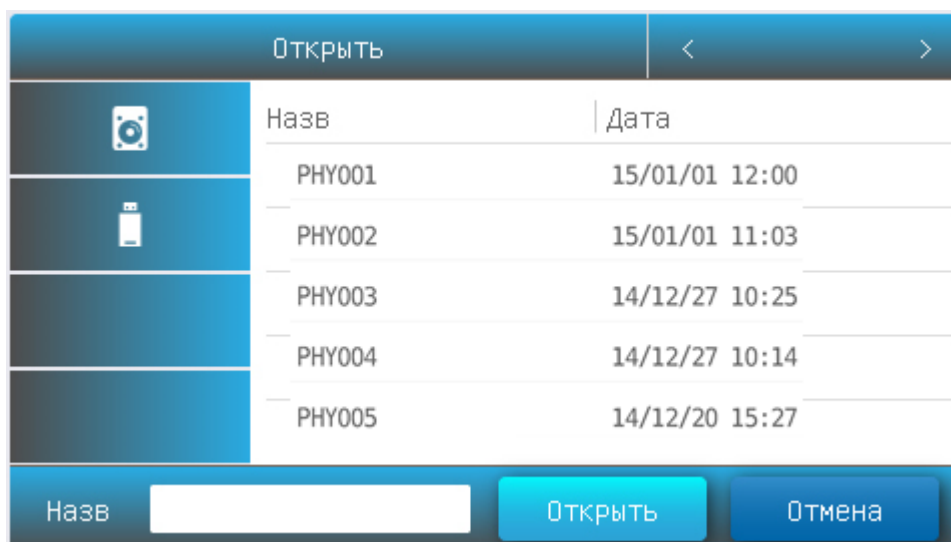 Открыть < >
Назв Дата
PHY001 15/01/01 12:00
PHY002 15/01/01 11:03
PHY003 14/12/27 10:25
PHY004 14/12/27 10:14
PHY005 14/12/20 15:27
Назв Открыть Отмена